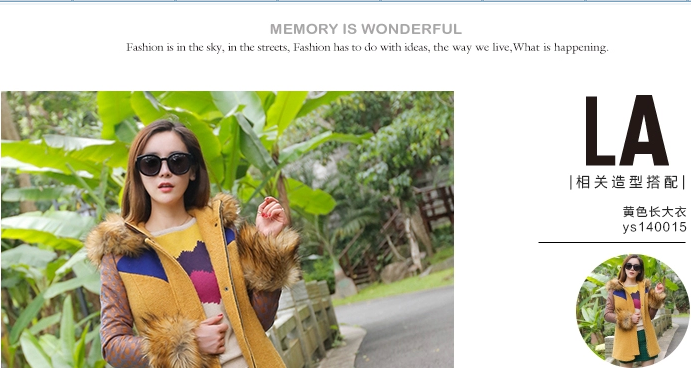 MEMORY IS WONDERFUL
Fashion is in the sky, in the streets, Fashion has to do with ideas, the way we live,What is happening.
LA
|相关造型搭配|
黄色长大衣
ys140015